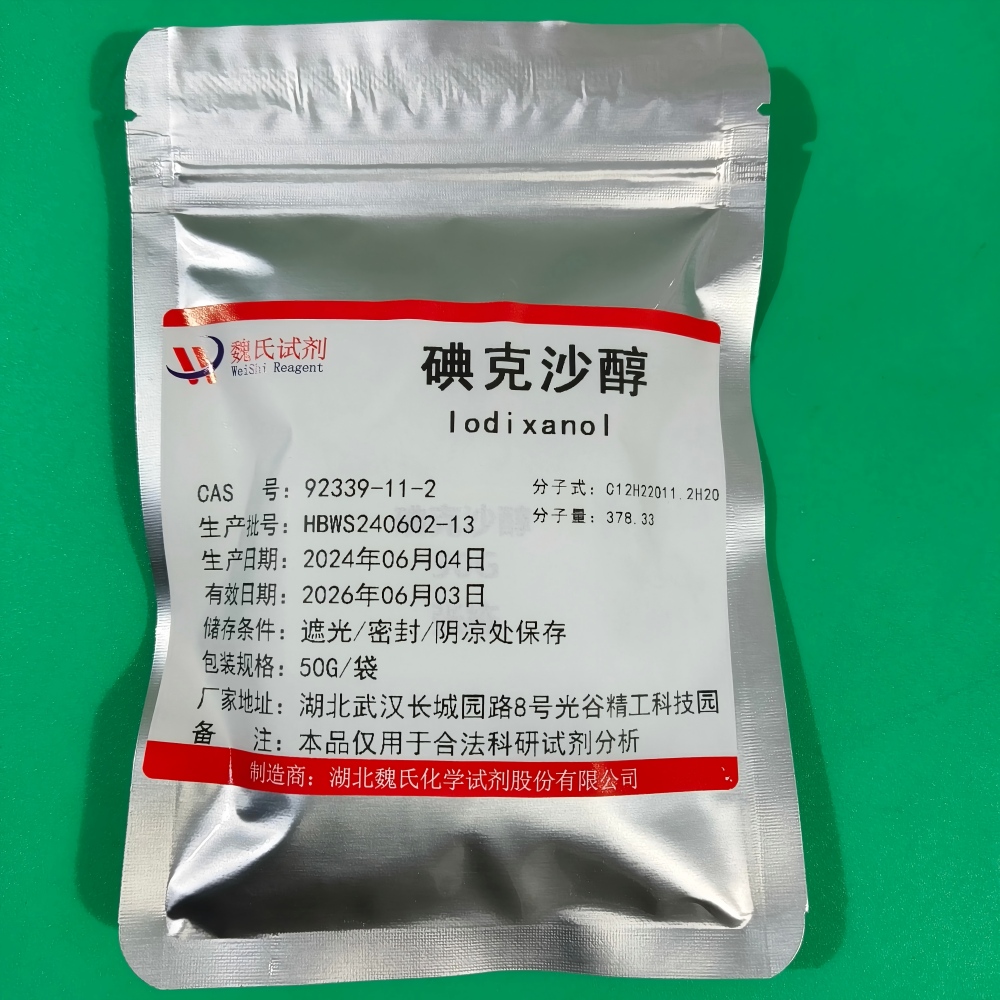 魏氏试剂
WeiShi Reagent
碘克沙醇
Iodixanol
CAS 号: 92339-11-2
分子式: C12H22O11.2H2O
生产批号: HBWS240602-13
分子量: 378.33
生产日期: 2024年06月04日
有效日期: 2026年06月03日
储存条件: 遮光/密封/阴凉处保存
包装规格: 50G/袋
厂家地址: 湖北武汉长城园路8号光谷精工科技园
备 注: 本品仅用于合法科研试剂分析
制造商: 湖北魏氏化学试剂股份有限公司